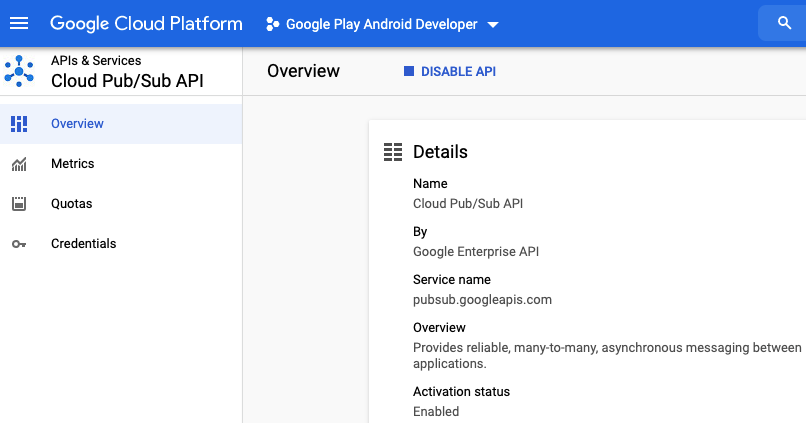 Google Cloud Platform
Google Play Android Developer
APIs & Services
Cloud Pub/Sub API
Overview
DISABLE API
Overview
Metrics
Quotas
Credentials
Details
Name
Cloud Pub/Sub API
By
Google Enterprise API
Service name
pubsub.googleapis.com
Overview
Provides reliable, many-to-many, asynchronous messaging between
applications.
Activation status
Enabled